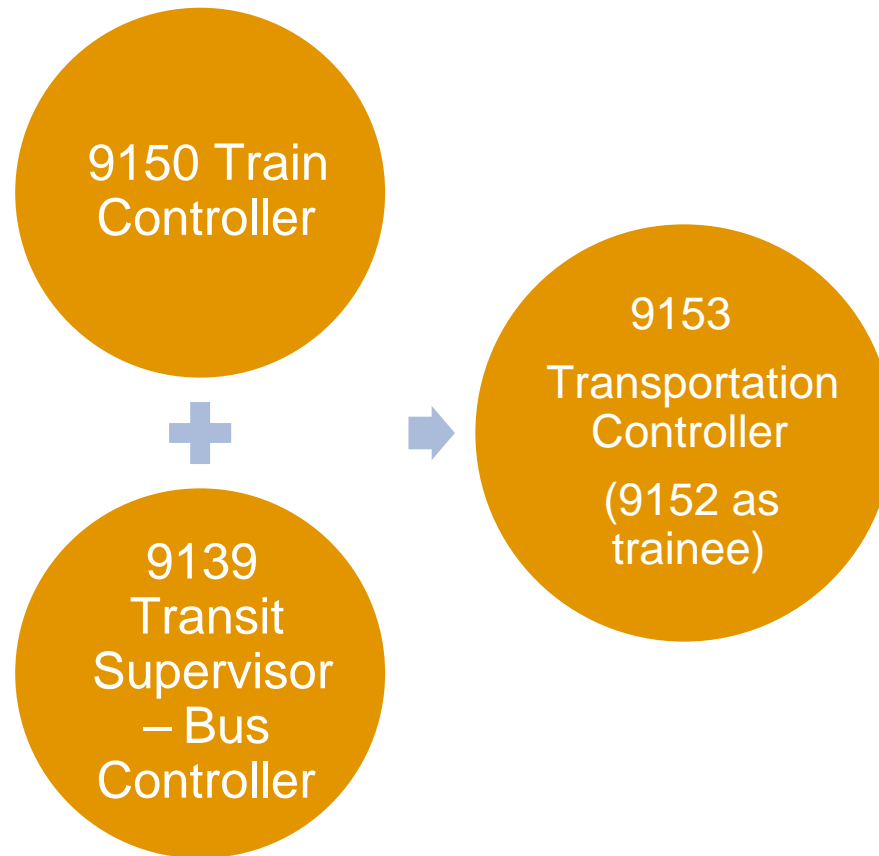 9150 Train
Controller
9139
Transit
Supervisor
– Bus
Controller
9153
Transportation
Controller
(9152 as
trainee)